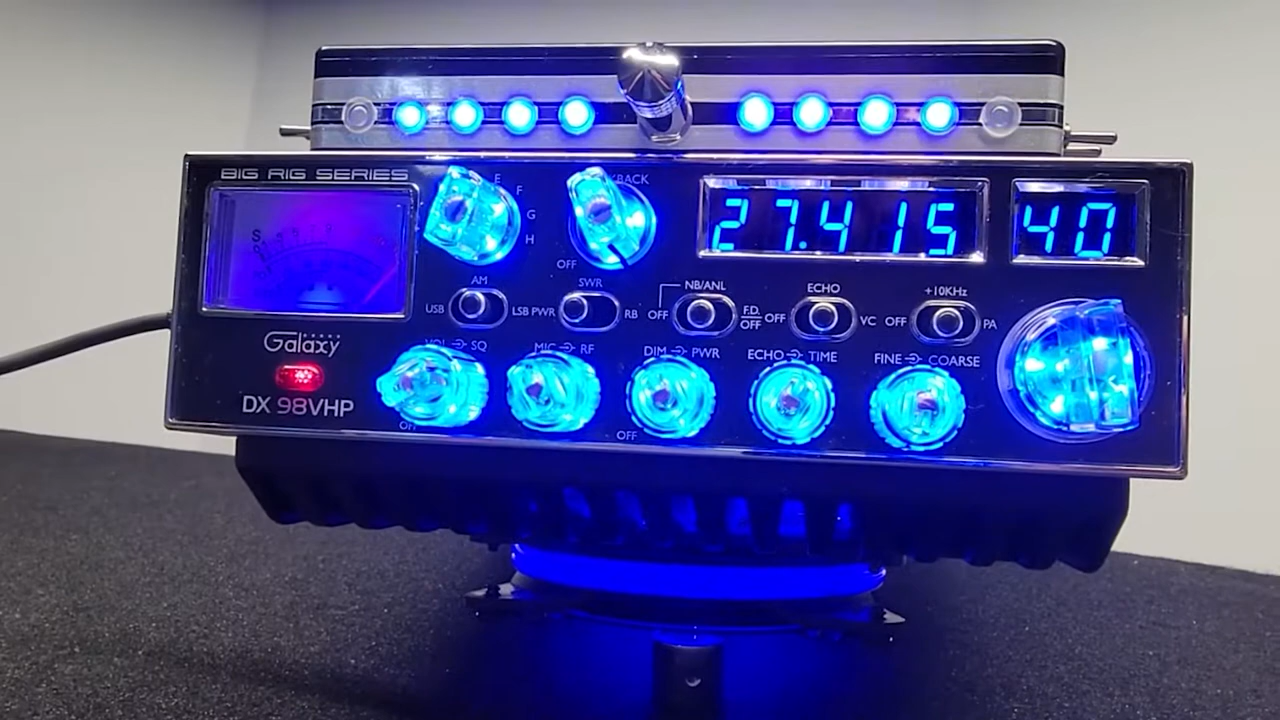 BIG RIG SERIES
E
F
G
H
OFF
27.415
40
S
AM
USB
LSB
SWR
PWR
RB
NB/ANL
OFF
F.D.
OFF
ECHO
OFF
VC
+10KHz
OFF
PA
Galaxy
DX 98VHP
VOL SQ
OFF
MIC RF
DIM PWR
OFF
ECHO TIME
FINE COARSE